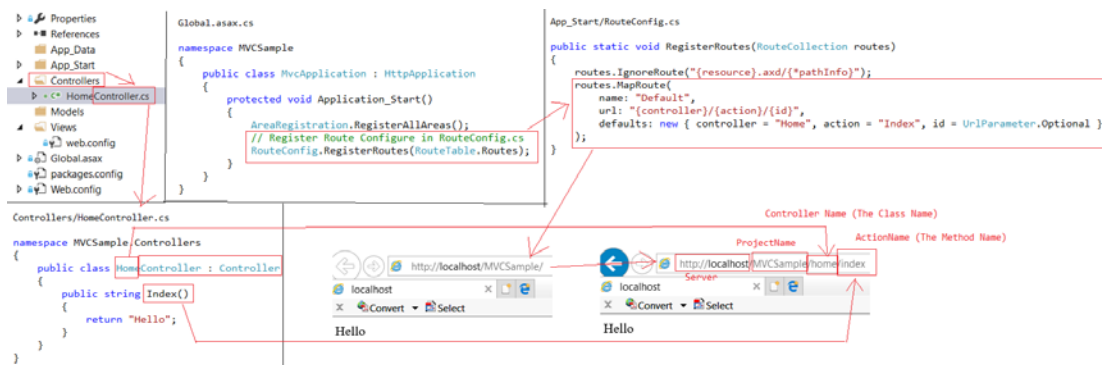 Properties
References
App_Data
App_Start
Controllers
HomeController.cs
Models
Views
web.config
Global.asax
packages.config
Web.config
Global.asax.cs
namespace MVCSample
{
public class MvcApplication : HttpApplication
{
protected void Application_Start()
{
AreaRegistration.RegisterAllAreas();
// Register Route Configure in RouteConfig.cs
RouteConfig.RegisterRoutes(RouteTable.Routes);
}
}
}
App_Start/RouteConfig.cs
public static void RegisterRoutes(RouteCollection routes)
{
routes.IgnoreRoute("{resource}.axd/{*pathInfo}");
routes.MapRoute(
name: "Default",
url: "{controller}/{action}/{id}",
defaults: new { controller = "Home", action = "Index", id = UrlParameter.Optional }
);
}
Controllers/HomeController.cs
namespace MVCSample.Controllers
{
public class HomeController : Controller
{
public string Index()
{
return "Hello";
}
}
}
http://localhost/MVCSample/
localhost
x Convert Select
Hello
Controller Name (The Class Name)
ActionName (The Method Name)
ProjectName
http://localhost/MVCSample/home/index
Server
localhost
x Convert Select
Hello